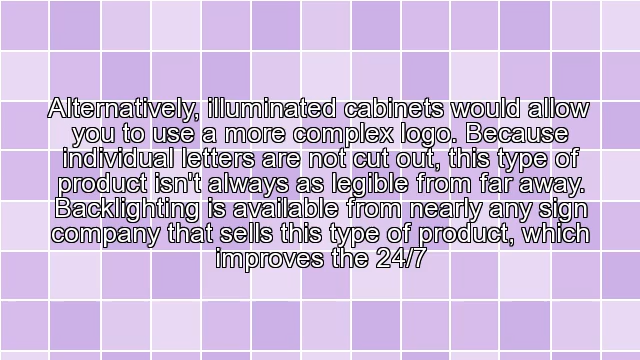 Alternatively, illuminated cabinets would allow
you to use a more complex logo. Because
individual letters are not cut out, this type of
product isn't always as legible from far away.
Backlighting is available from nearly any sign
company that sells this type of product, which
improves the 24/7